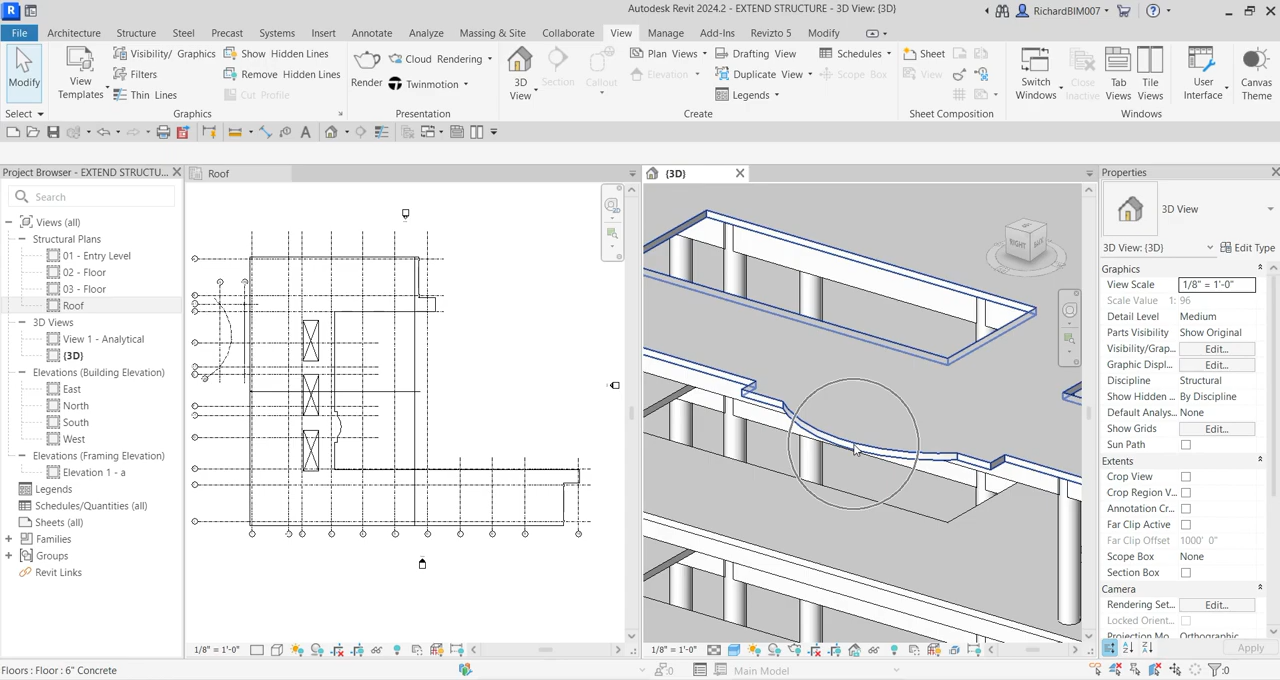 Autodesk Revit 2024.2 - EXTEND STRUCTURE - 3D View: {3D}
RichardBIM007
File Architecture Structure Steel Precast Systems Insert Annotate Analyze Massing & Site Collaborate View Manage Add-Ins Revizto 5 Modify
Modify
View Templates
Visibility/ Graphics
Filters
Thin Lines
Show Hidden Lines
Remove Hidden Lines
Cut Profile
Render
Cloud Rendering
Twinmotion
3D View
Section
Callout
Plan Views
Elevation
Drafting View
Duplicate View
Legends
Schedules
Scope Box
Sheet
View
Switch Windows
Close Inactive
Tab Views
Tile Views
User Interface
Canvas Theme
Select Graphics Presentation Create Sheet Composition Windows
Project Browser - EXTEND STRUCTU...
Search
Views (all)
Structural Plans
01 - Entry Level
02 - Floor
03 - Floor
Roof
3D Views
View 1 - Analytical
{3D}
Elevations (Building Elevation)
East
North
South
West
Elevations (Framing Elevation)
Elevation 1 - a
Legends
Schedules/Quantities (all)
Sheets (all)
Families
Groups
Revit Links
Roof
{3D}
RIGHT
1/8" = 1'-0"
1/8" = 1'-0"
Properties
3D View
3D View: {3D} Edit Type
Graphics
View Scale 1/8" = 1'-0"
Scale Value 1: 96
Detail Level Medium
Parts Visibility Show Original
Visibility/Grap... Edit...
Graphic Displ... Edit...
Discipline Structural
Show Hidden ... By Discipline
Default Analys... None
Show Grids Edit...
Sun Path
Extents
Crop View
Crop Region V...
Annotation Cr...
Far Clip Active
Far Clip Offset 1000' 0"
Scope Box None
Section Box
Camera
Rendering Set... Edit...
Locked Orient...
Projection Mo... Orthographic
Apply
Floors : Floor : 6" Concrete
:0
Main Model
:0